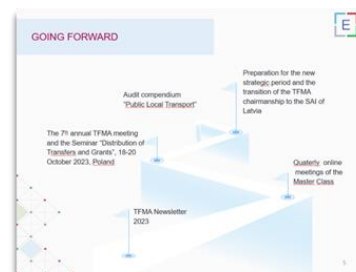 GOING FORWARD
E
Preparation for the new
strategic period and the
transition of the TFMA
chairmanship to the SAI of
Latvia
Audit compendium
"Public Local Transport"
The 7th annual TFMA meeting
and the Seminar "Distribution of
Transfers and Grants", 18-20
October 2023, Poland
Quaterly online
meetings of the
Master Class
TFMA Newsletter
2023
5